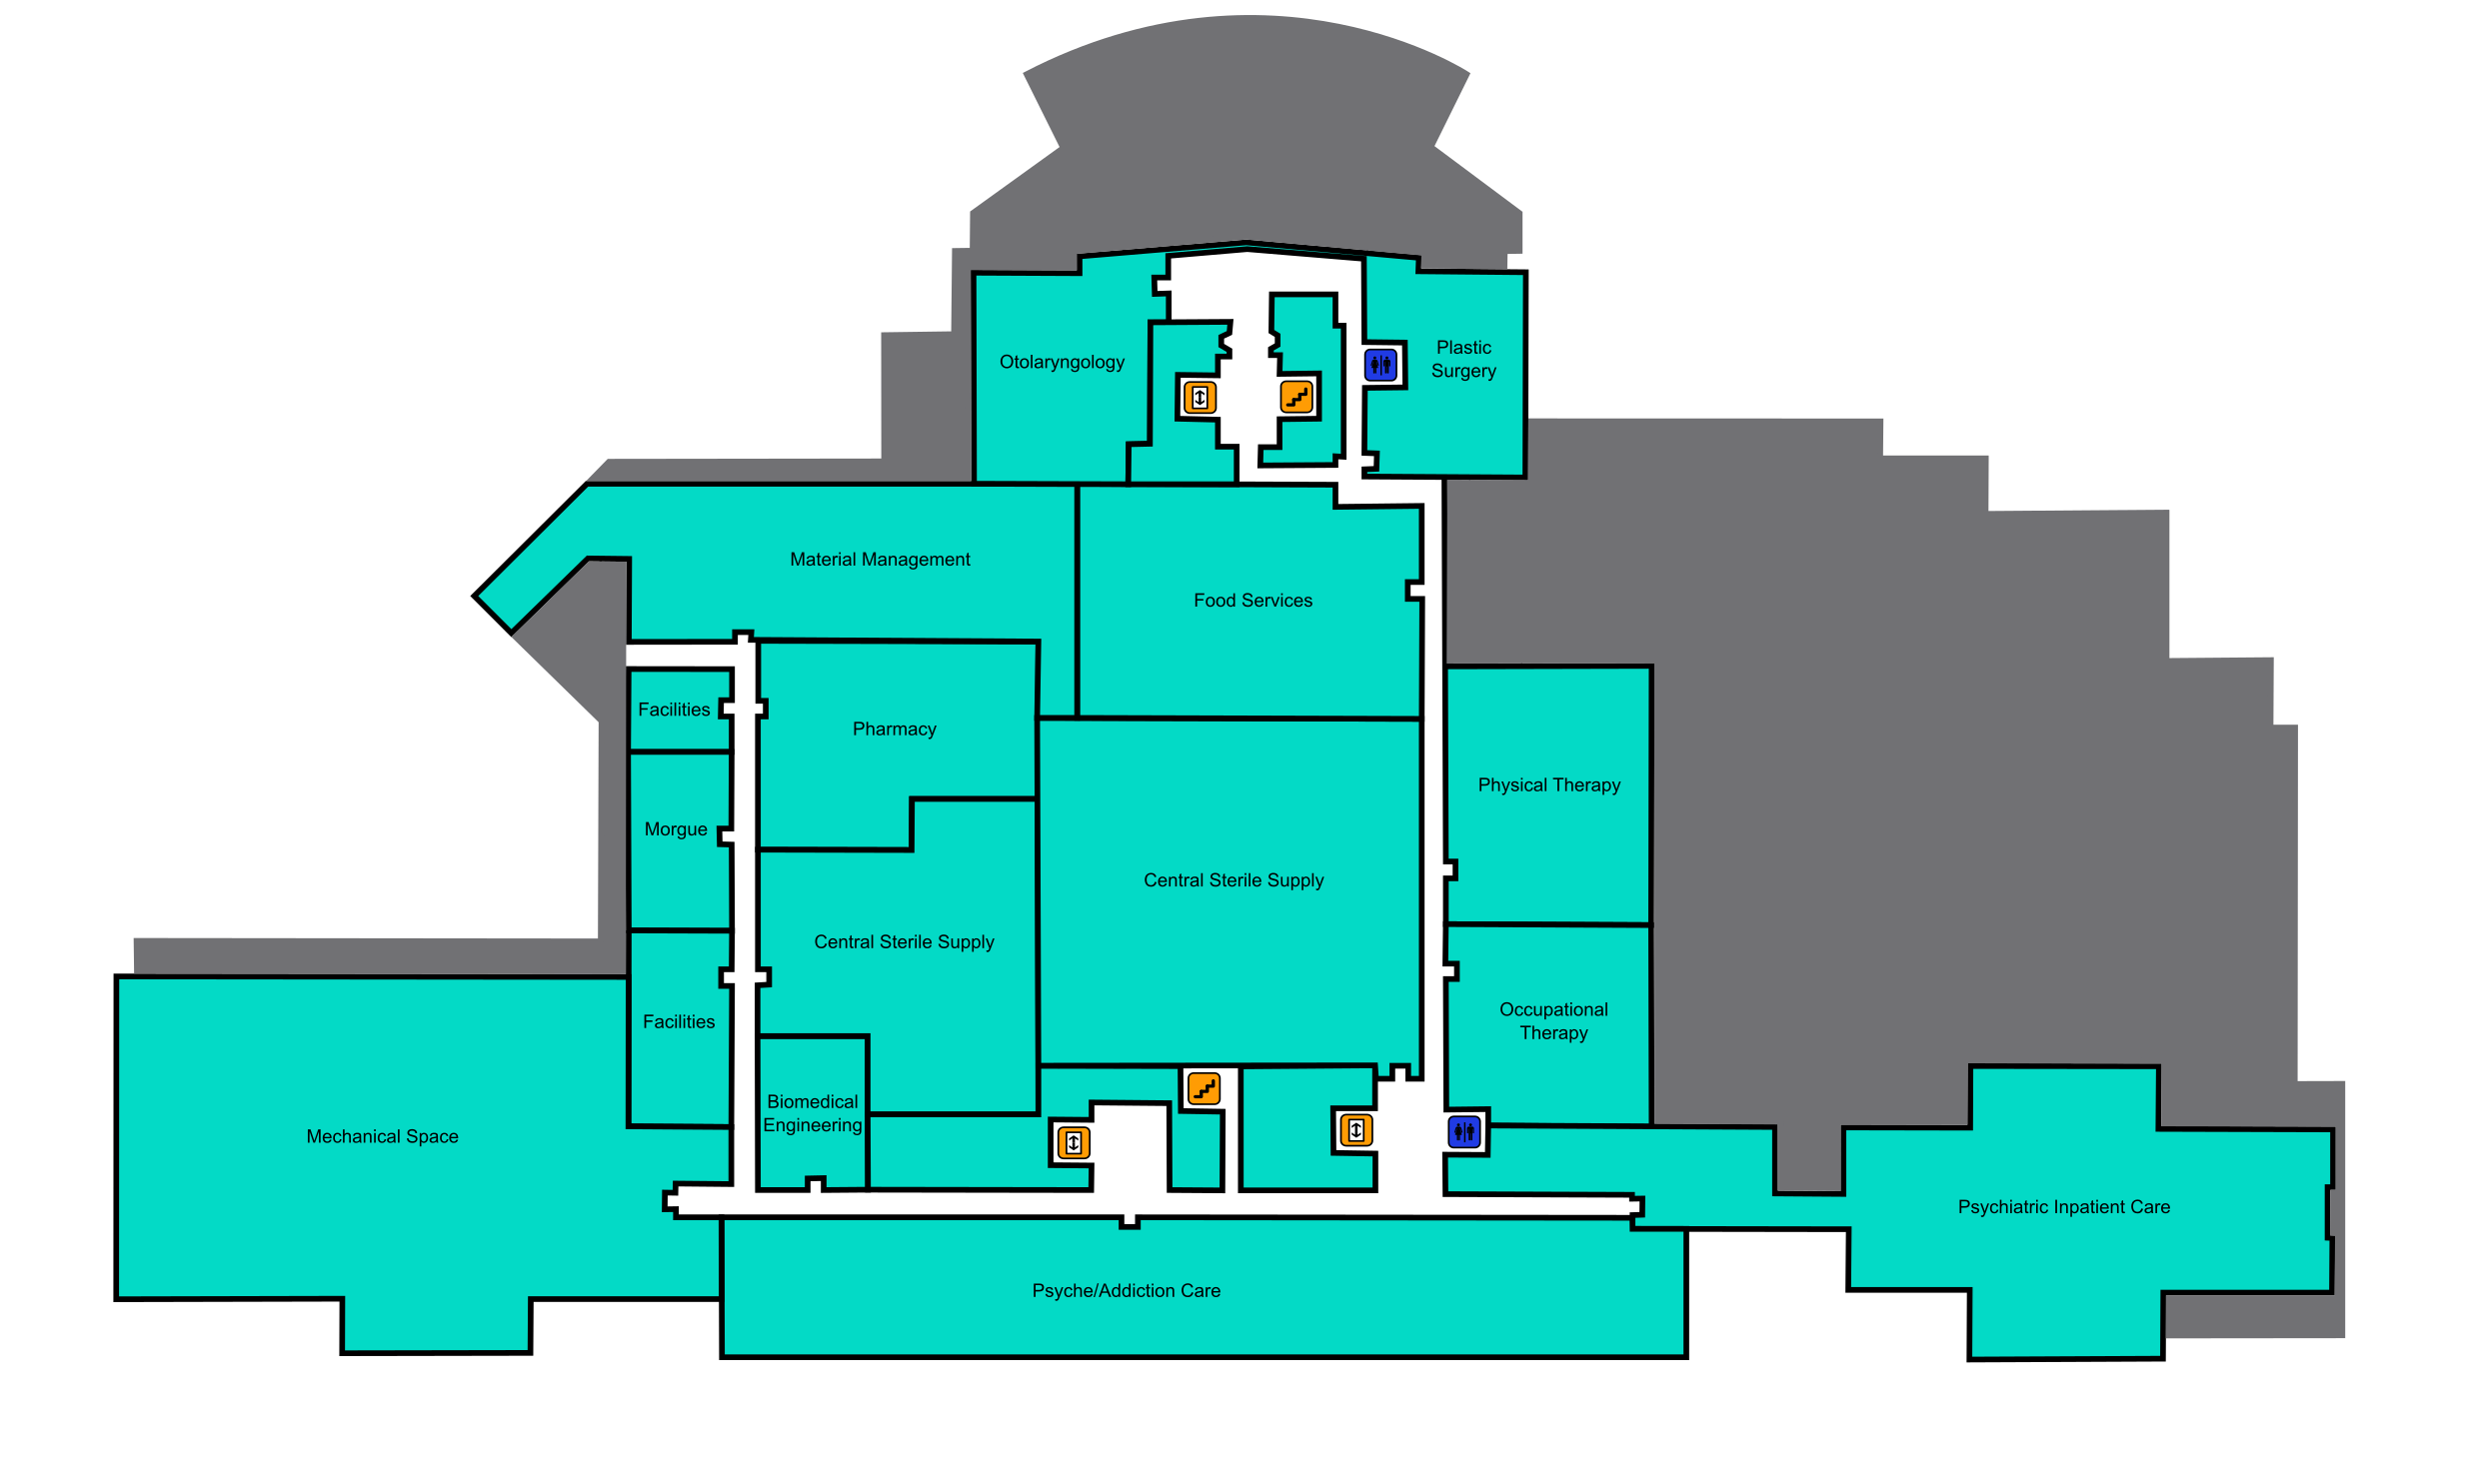 Otolaryngology
Plastic
Surgery
Material Management
Food Services
Facilities
Pharmacy
Physical Therapy
Morgue
Central Sterile Supply
Central Sterile Supply
Occupational
Therapy
Facilities
Biomedical
Engineering
Mechanical Space
Psychiatric Inpatient Care
Psyche/Addiction Care